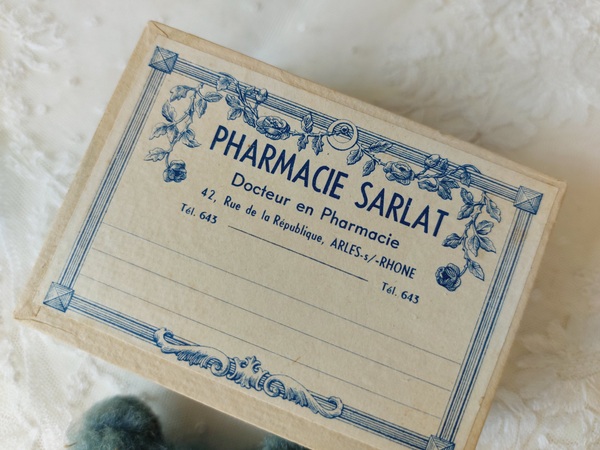 PHARMACIE SARLAT
Docteur en Pharmacie
42, Rue de la République, ARLES-s/-RHONE
Tél. 643 Tél. 643